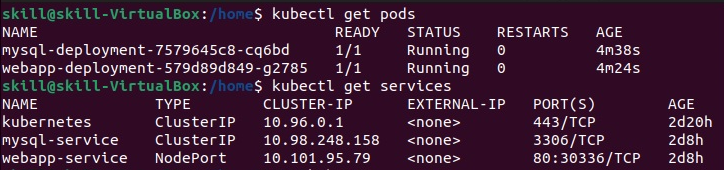 skill@skill-VirtualBox:/home$ kubectl get pods
NAME READY STATUS RESTARTS AGE
mysql-deployment-7579645c8-cq6bd 1/1 Running 0 4m38s
webapp-deployment-579d89d849-g2785 1/1 Running 0 4m24s
skill@skill-VirtualBox:/home$ kubectl get services
NAME TYPE CLUSTER-IP EXTERNAL-IP PORT(S) AGE
kubernetes ClusterIP 10.96.0.1 <none> 443/TCP 2d20h
mysql-service ClusterIP 10.98.248.158 <none> 3306/TCP 2d8h
webapp-service NodePort 10.101.95.79 <none> 80:30336/TCP 2d8h